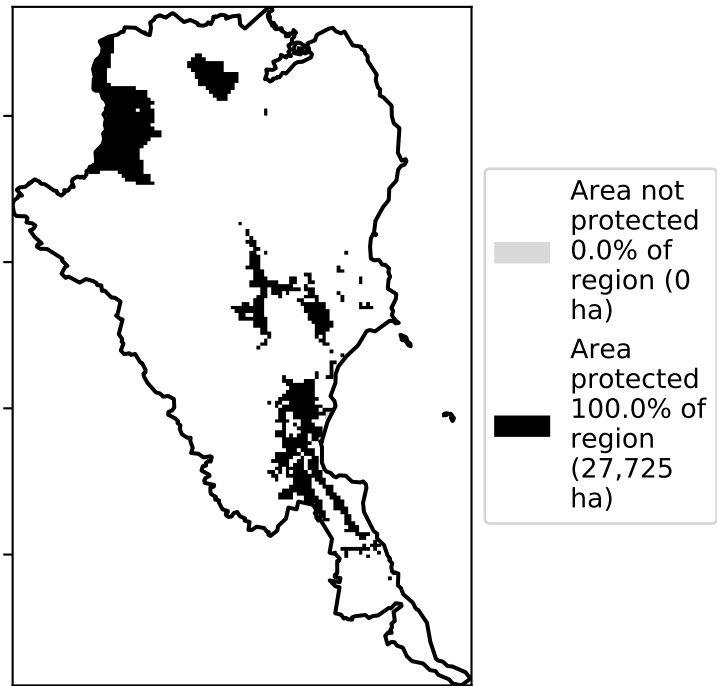 Area not
protected
0.0% of
region (0
ha)
Area
protected
100.0% of
region
(27,725
ha)